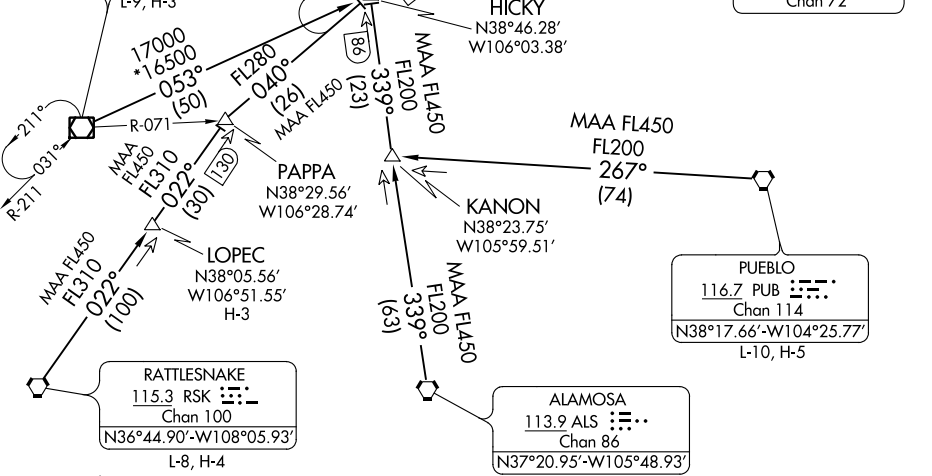 L-9, H-3
Chan 72
HICKY
N38°46.28'
W106°03.38'
17000
*16500
053°
(50)
FL280
040°
(26)
MAA FL450
86
MAA FL450
FL200
339°
(23)
211°
031°
R-211
R-071
MAA
FL450
FL310
022°
(30)
130
PAPPA
N38°29.56'
W106°28.74'
MAA FL450
FL200
267°
(74)
KANON
N38°23.75'
W105°59.51'
LOPEC
N38°05.56'
W106°51.55'
H-3
MAA FL450
FL310
022°
(100)
MAA FL450
FL200
339°
(63)
PUEBLO
116.7 PUB
Chan 114
N38°17.66'-W104°25.77'
L-10, H-5
RATTLESNAKE
115.3 RSK
Chan 100
N36°44.90'-W108°05.93'
L-8, H-4
ALAMOSA
113.9 ALS
Chan 86
N37°20.95'-W105°48.93'